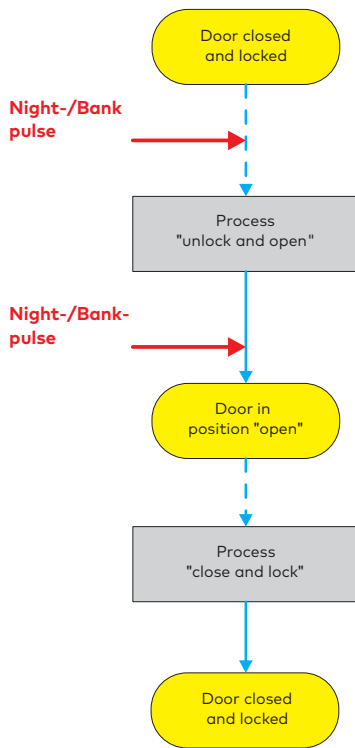 Door closed
and locked
Night-/Bank
pulse
Process
"unlock and open"
Night-/Bank-
pulse
Door in
position "open"
Process
"close and lock"
Door closed
and locked